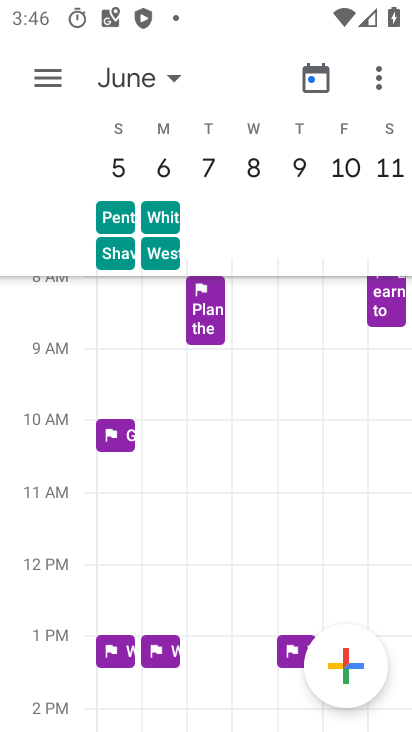 3:46
June
S M T W T F S
5 6 7 8 9 10 11
Pent Whit
Shav West
8 AM
Plan
the
earn
to
9 AM
10 AM
G
11 AM
12 PM
1 PM
W W
2 PM